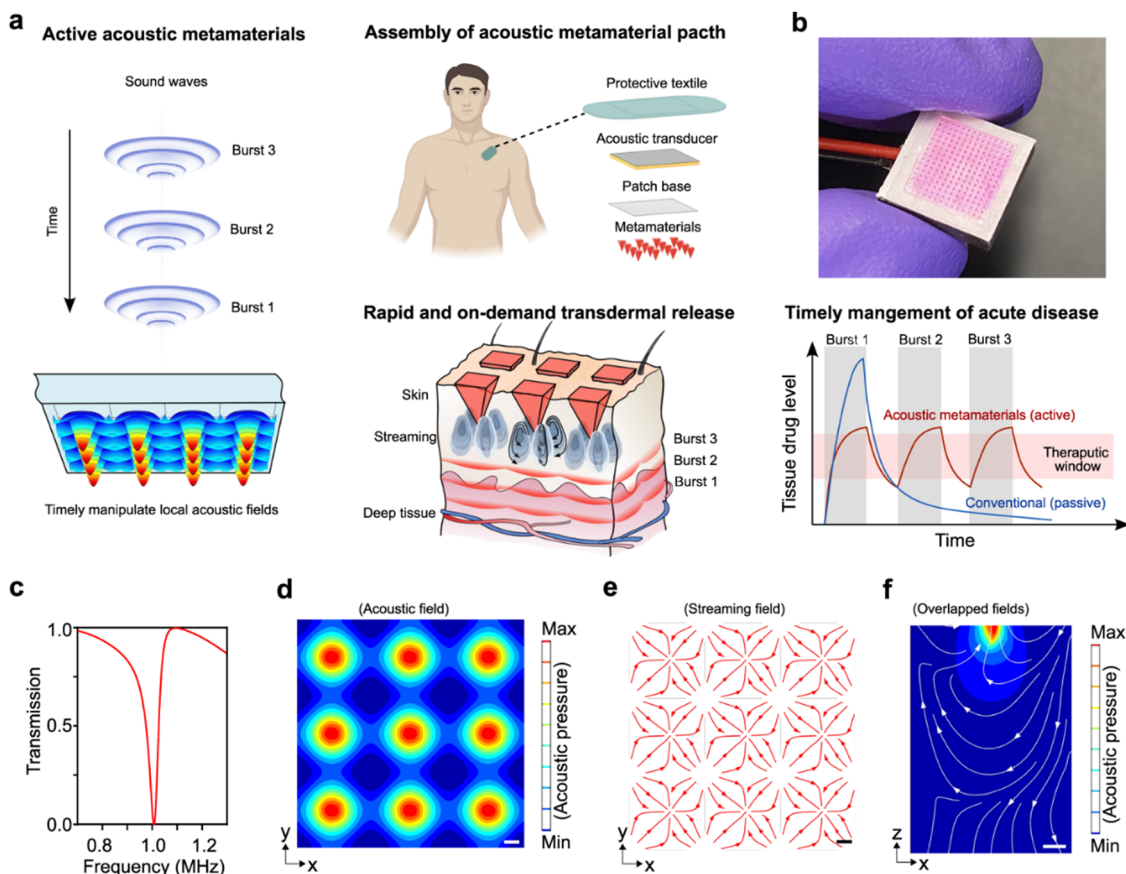 a
Active acoustic metamaterials
Sound waves
Time
Burst 3
Burst 2
Burst 1
Timely manipulate local acoustic fields
Assembly of acoustic metamaterial pacth
Protective textile
Acoustic transducer
Patch base
Metamaterials
Rapid and on-demand transdermal release
Skin
Streaming
Deep tissue
Burst 3
Burst 2
Burst 1
b
Timely mangement of acute disease
Burst 1 Burst 2 Burst 3
Tissue drug level
Acoustic metamaterials (active)
Theraputic
window
Conventional (passive)
Time
c
Transmission
1.0
0.5
0.0
0.8 1.0 1.2
Frequency (MHz)
d
(Acoustic field)
Max
(Acoustic pressure)
Min
y
x
e
(Streaming field)
y
x
f
(Overlapped fields)
Max
(Acoustic pressure)
Min
z
x